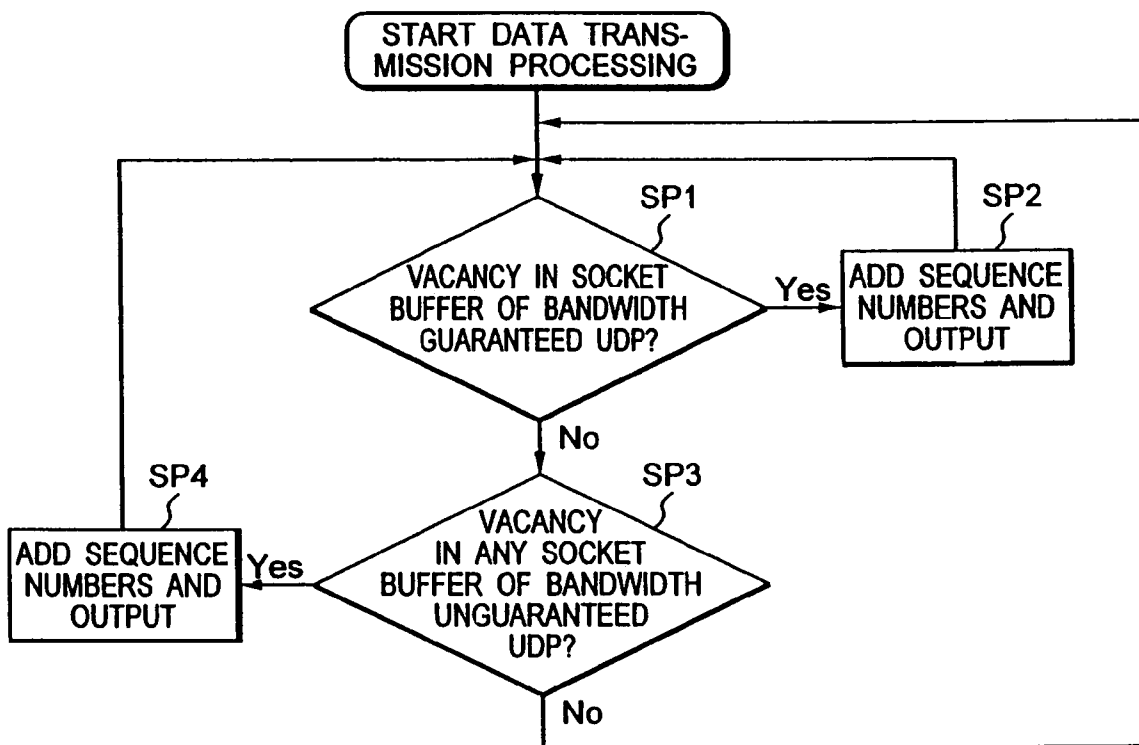 START DATA TRANS-
MISSION PROCESSING
SP1
SP2
VACANCY IN SOCKET
BUFFER OF BANDWIDTH
GUARANTEED UDP?
Yes
ADD SEQUENCE
NUMBERS AND
OUTPUT
No
SP4
SP3
ADD SEQUENCE
NUMBERS AND
OUTPUT
Yes
VACANCY
IN ANY SOCKET
BUFFER OF BANDWIDTH
UNGUARANTEED
UDP?
No